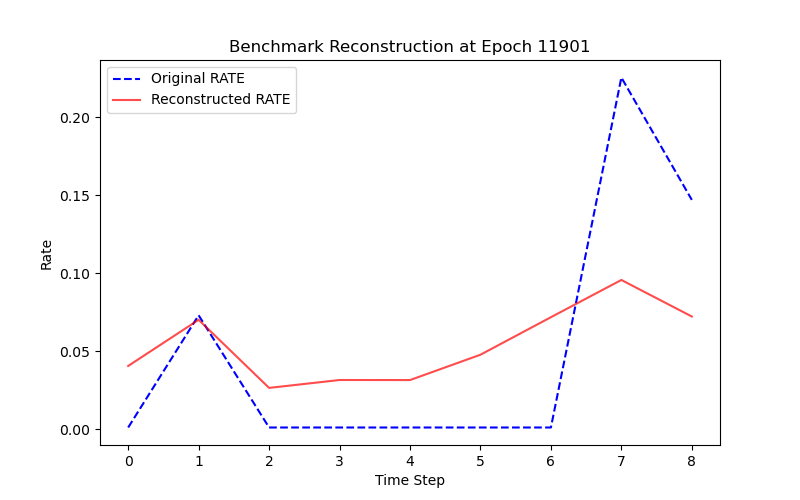 Benchmark Reconstruction at Epoch 11901
Original RATE
Reconstructed RATE
0.20
0.15
0.10
0.05
0.00
Rate
0 1 2 3 4 5 6 7 8
Time Step